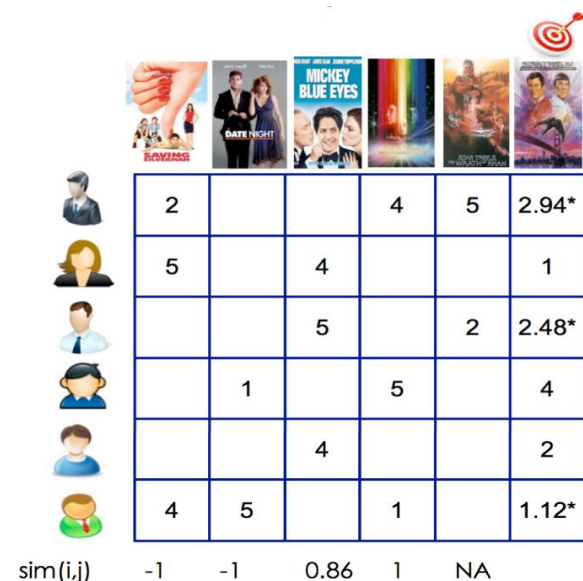 SAVING
SILVERMAN
DATE NIGHT
MICKEY
BLUE EYES
STAR TREK II
THE WRATH OF KHAN
2 4 5 2.94*
5 4 1
5 2 2.48*
1 5 4
4 2
4 5 1 1.12*
sim(i,j) -1 -1 0.86 1 NA